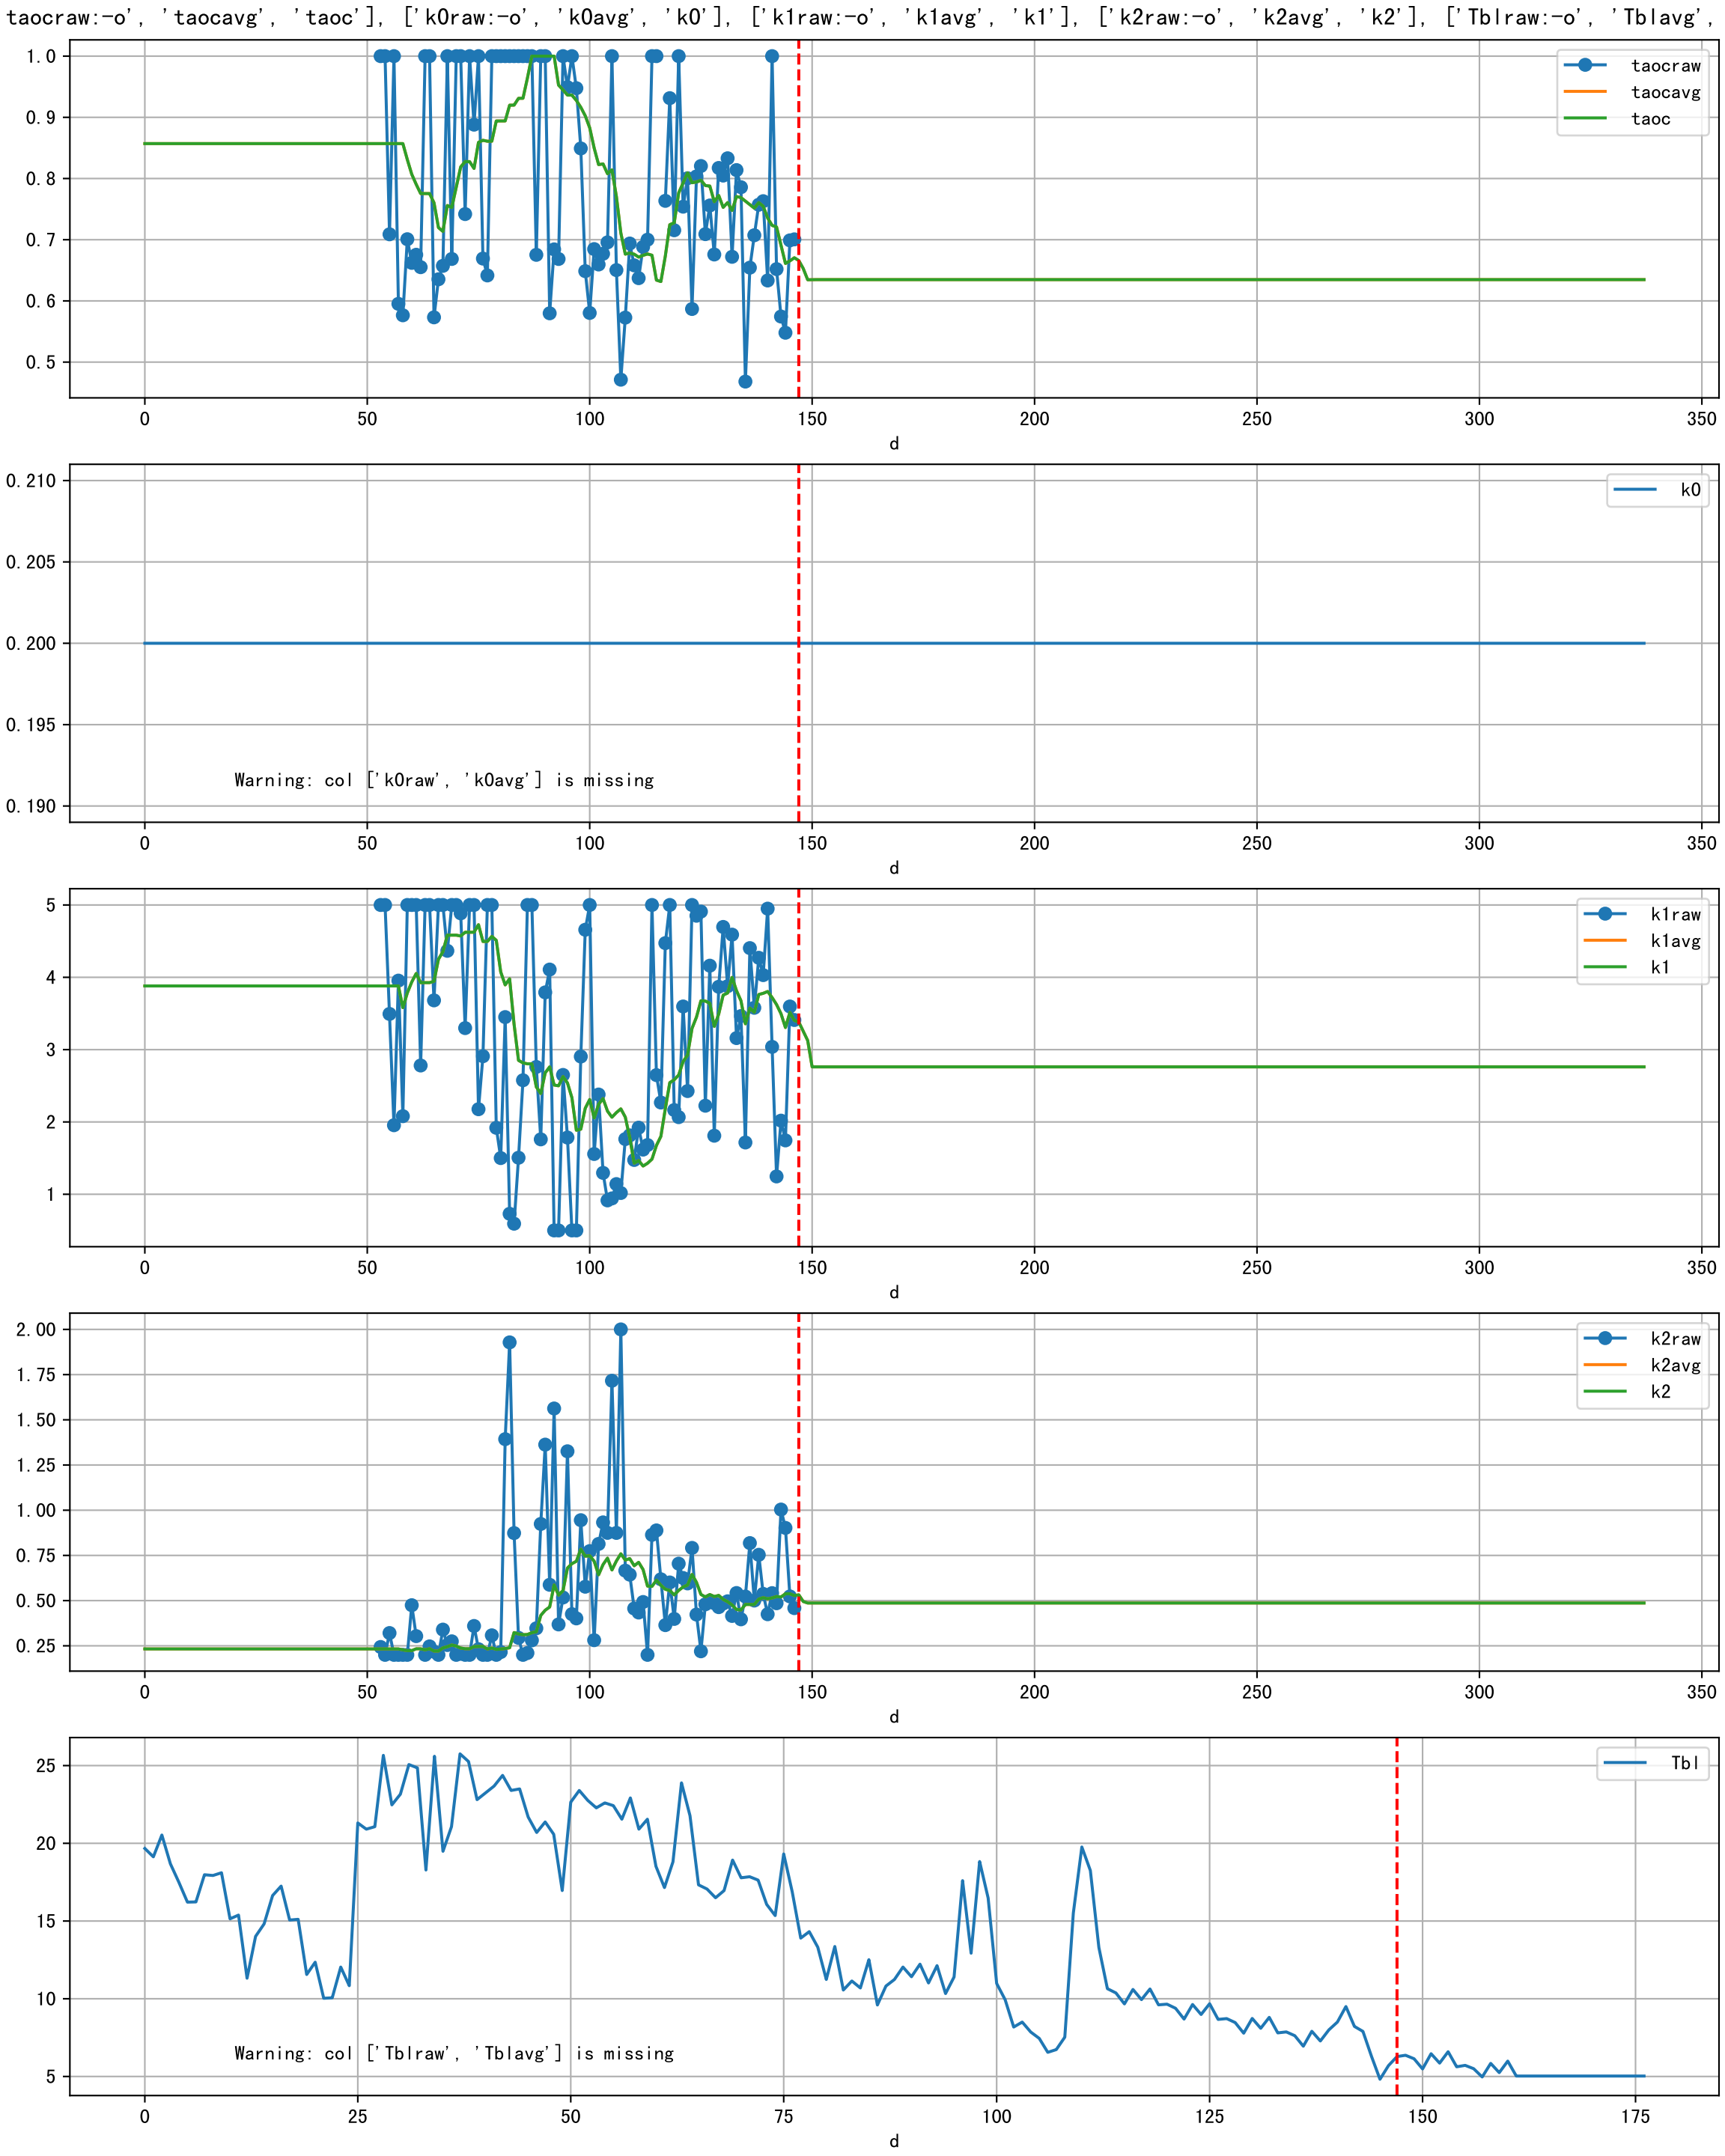 taocraw:-o', 'taocavg', 'taoc'], ['k0raw:-o', 'k0avg', 'k0'], ['k1raw:-o', 'k1avg', 'k1'], ['k2raw:-o', 'k2avg', 'k2'], ['Tblraw:-o', 'Tblavg',
1.0
0.9
0.8
0.7
0.6
0.5
taocraw
taocavg
taoc
0 50 100 150 200 250 300 350
d
0.210
0.205
0.200
0.195
0.190
k0
Warning: col ['k0raw', 'k0avg'] is missing
0 50 100 150 200 250 300 350
d
5
4
3
2
1
k1raw
k1avg
k1
0 50 100 150 200 250 300 350
d
2.00
1.75
1.50
1.25
1.00
0.75
0.50
0.25
k2raw
k2avg
k2
0 50 100 150 200 250 300 350
d
25
20
15
10
5
Tbl
Warning: col ['Tblraw', 'Tblavg'] is missing
0 25 50 75 100 125 150 175
d